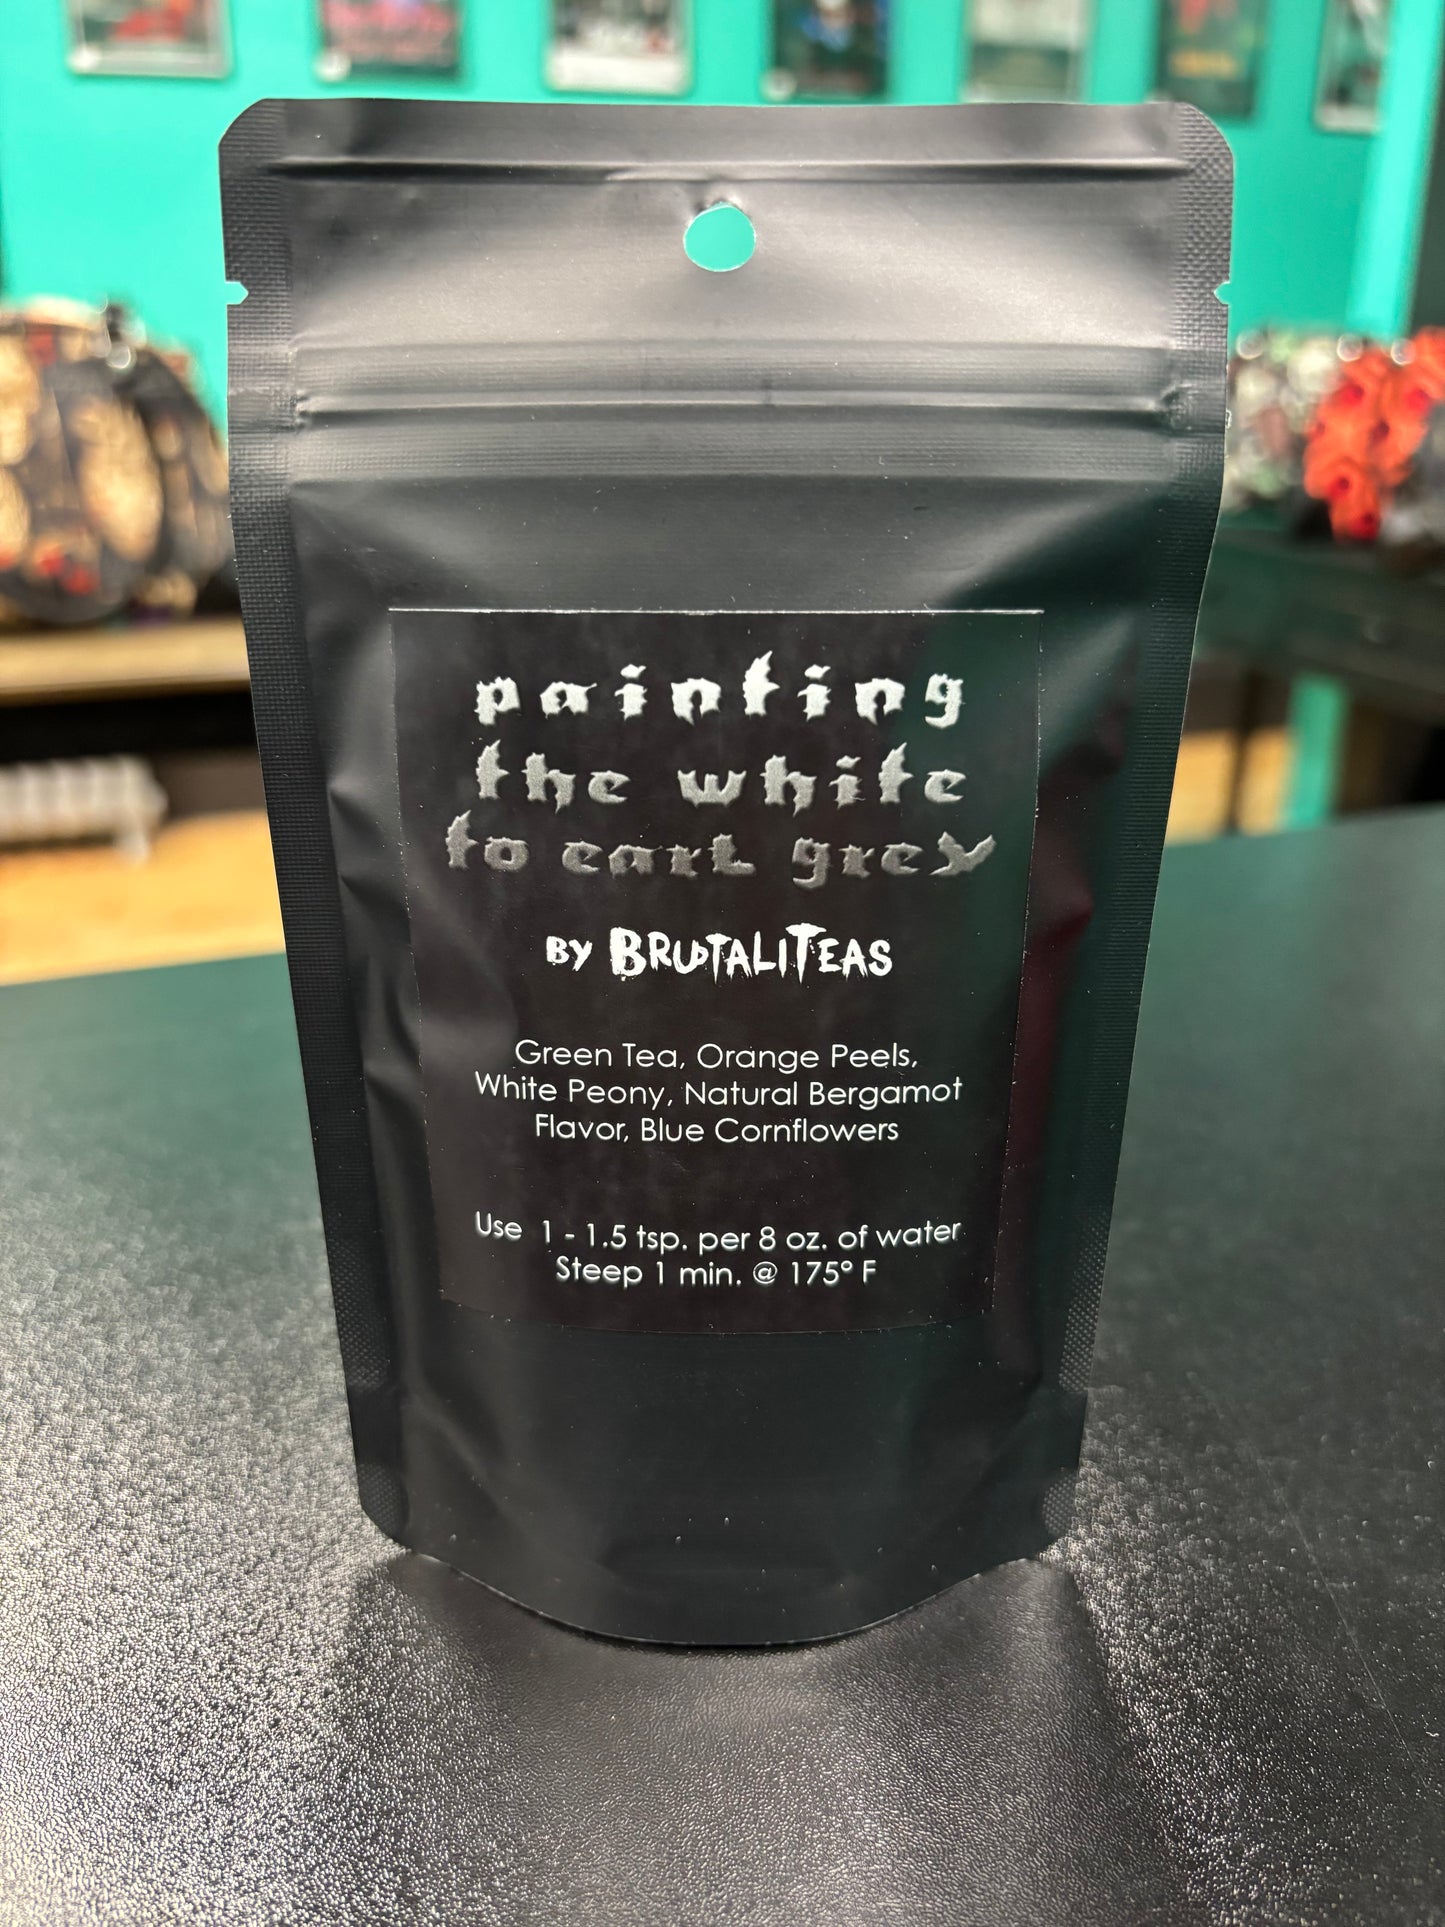 painting
the white
to earl grey
BY BRUTALITEAS
Green Tea, Orange Peels,
White Peony, Natural Bergamot
Flavor, Blue Cornflowers
Use 1 - 1.5 tsp. per 8 oz. of water
Steep 1 min. @ 175° F